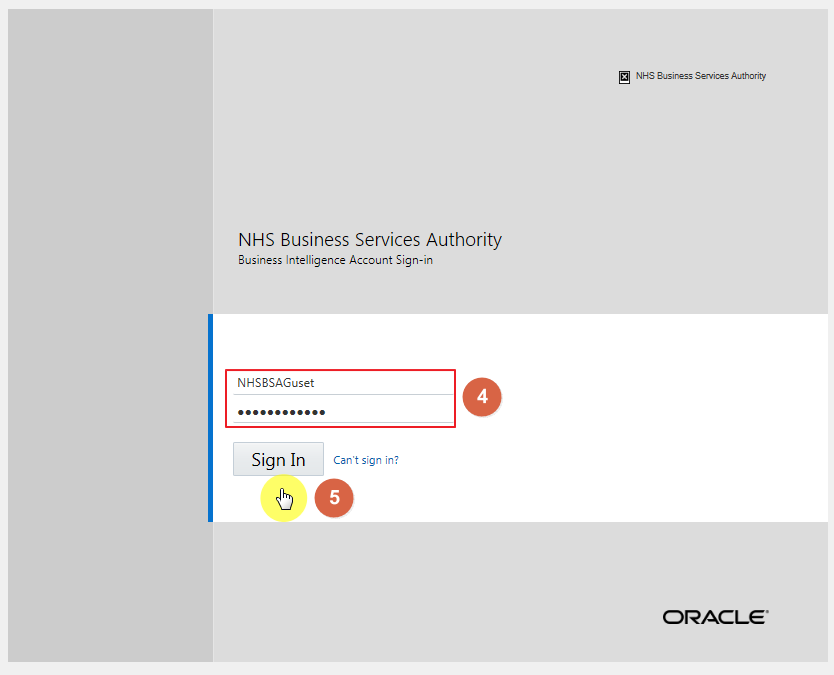 NHS Business Services Authority
NHS Business Services Authority
Business Intelligence Account Sign-in
NHSBSAGuset
••••••••••••
4
Sign In
Can't sign in?
5
ORACLE®